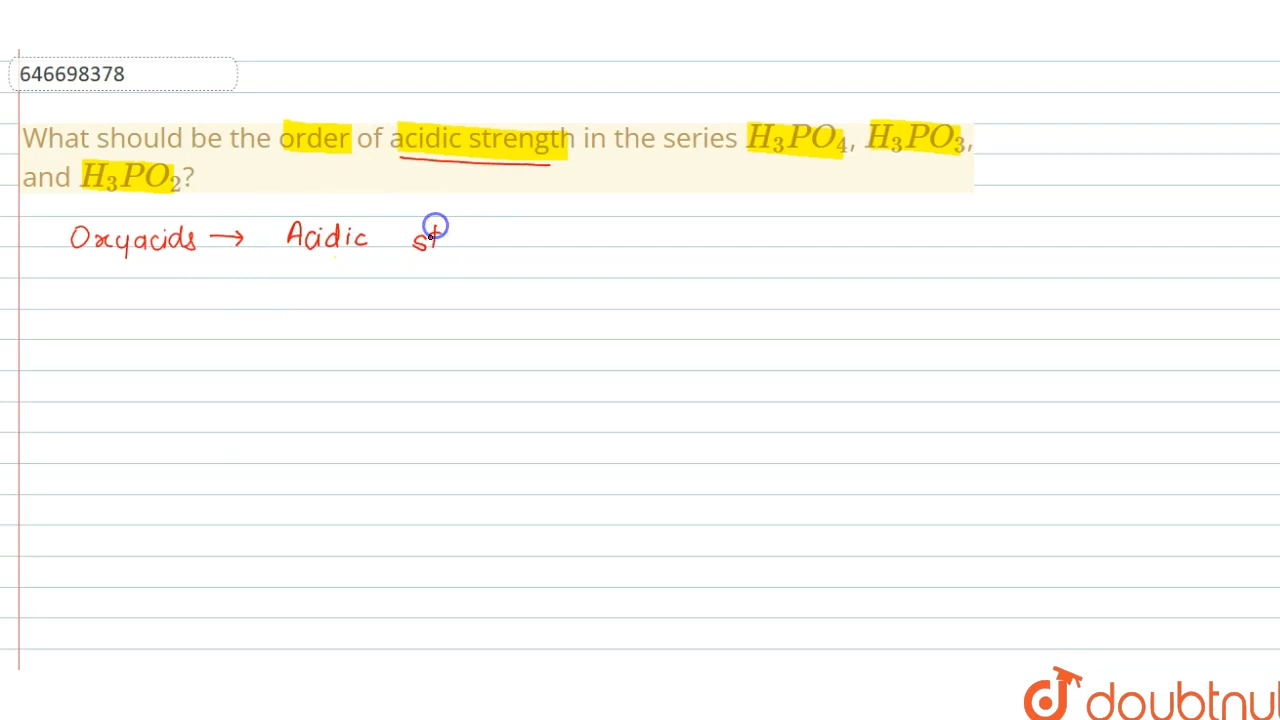 646698378
What should be the order of acidic strength in the series H₃PO₄, H₃PO₃,
and H₃PO₂?
Oxyacids → Acidic st
doubtnut